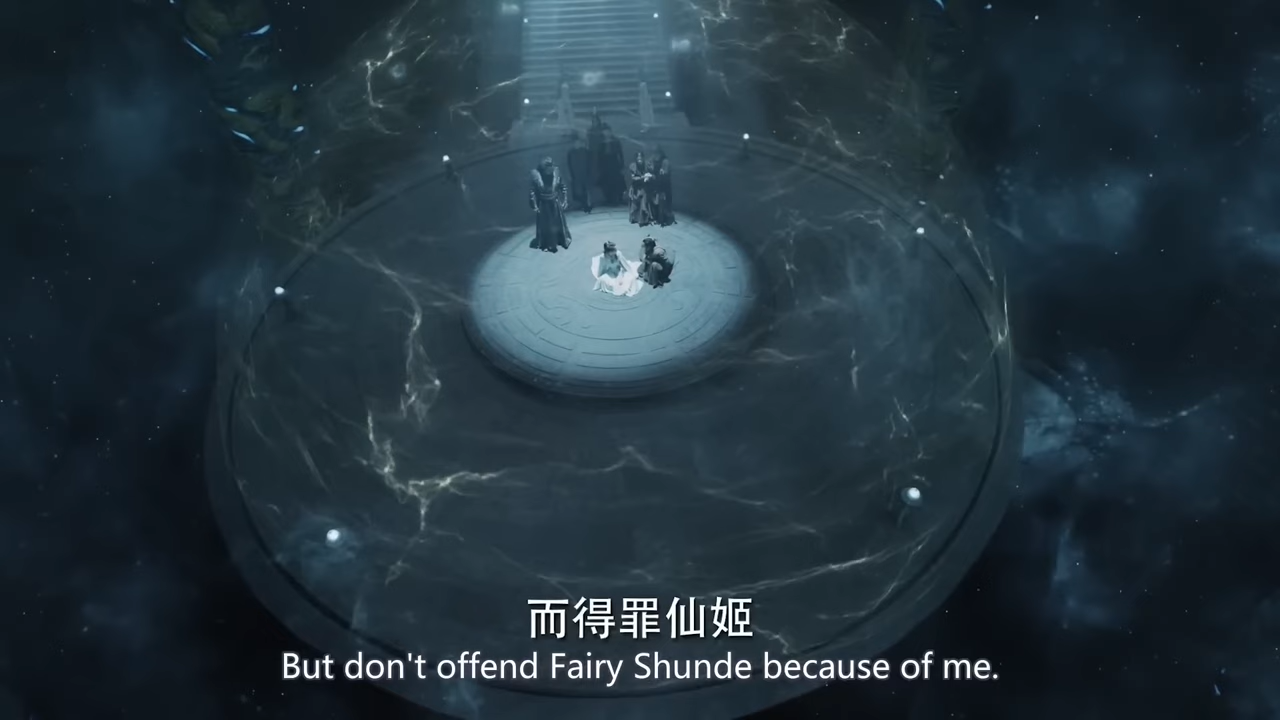 而得罪仙姬
But don't offend Fairy Shunde because of me.